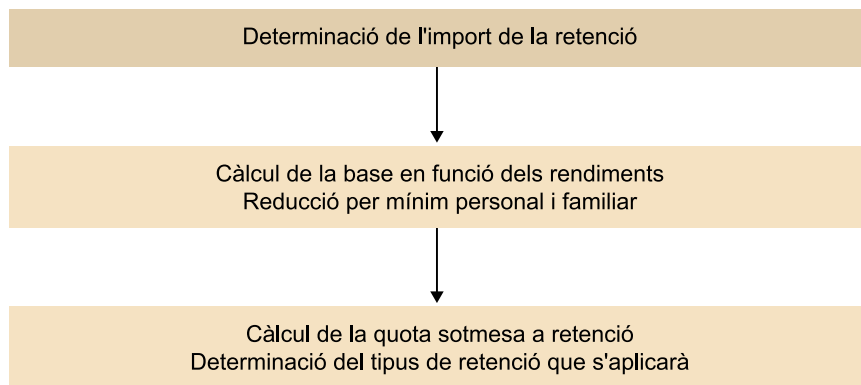 Determinació de l'import de la retenció
Càlcul de la base en funció dels rendiments
Reducció per mínim personal i familiar
Càlcul de la quota sotmesa a retenció
Determinació del tipus de retenció que s'aplicarà